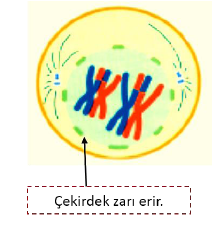 Çekirdek zarı erir.